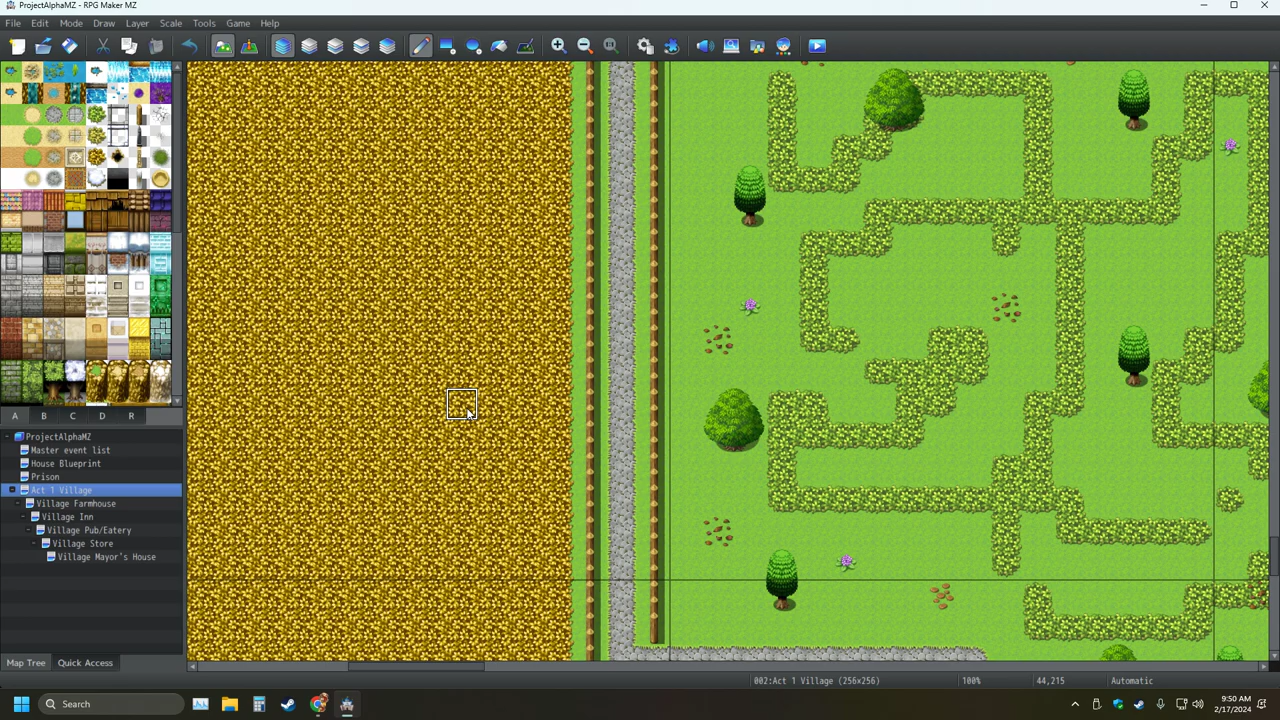 ProjectAlphaMZ - RPG Maker MZ
File Edit Mode Draw Layer Scale Tools Game Help
A B C D R
ProjectAlphaMZ
Master event list
House Blueprint
Prison
Act 1 Village
Village Farmhouse
Village Inn
Village Pub/Eatery
Village Store
Village Mayor's House
Map Tree Quick Access
002:Act 1 Village (256x256) 100% 44,215 Automatic
Search
9:50 AM
2/17/2024